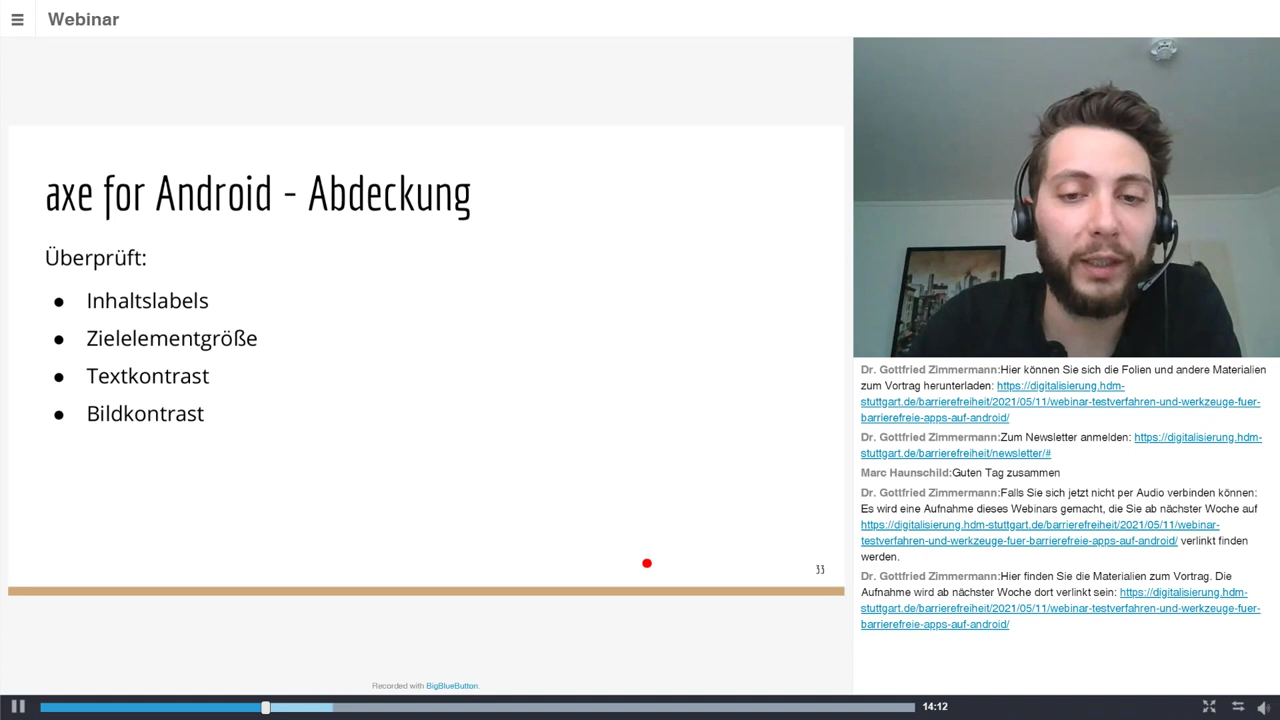 Webinar
axe for Android - Abdeckung
Überprüft:
● Inhaltslabels
● Zielelementgröße
● Textkontrast
● Bildkontrast
33
Recorded with BigBlueButton.
Dr. Gottfried Zimmermann:Hier können Sie sich die Folien und andere Materialien
zum Vortrag herunterladen: https://digitalisierung.hdm-
stuttgart.de/barrierefreiheit/2021/05/11/webinar-testverfahren-und-werkzeuge-fuer-
barrierefreie-apps-auf-android/
Dr. Gottfried Zimmermann:Zum Newsletter anmelden: https://digitalisierung.hdm-
stuttgart.de/barrierefreiheit/newsletter/#
Marc Haunschild:Guten Tag zusammen
Dr. Gottfried Zimmermann:Falls Sie sich jetzt nicht per Audio verbinden können:
Es wird eine Aufnahme dieses Webinars gemacht, die Sie ab nächster Woche auf
https://digitalisierung.hdm-stuttgart.de/barrierefreiheit/2021/05/11/webinar-
testverfahren-und-werkzeuge-fuer-barrierefreie-apps-auf-android/ verlinkt finden
werden.
Dr. Gottfried Zimmermann:Hier finden Sie die Materialien zum Vortrag. Die
Aufnahme wird ab nächster Woche dort verlinkt sein: https://digitalisierung.hdm-
stuttgart.de/barrierefreiheit/2021/05/11/webinar-testverfahren-und-werkzeuge-fuer-
barrierefreie-apps-auf-android/
14:12